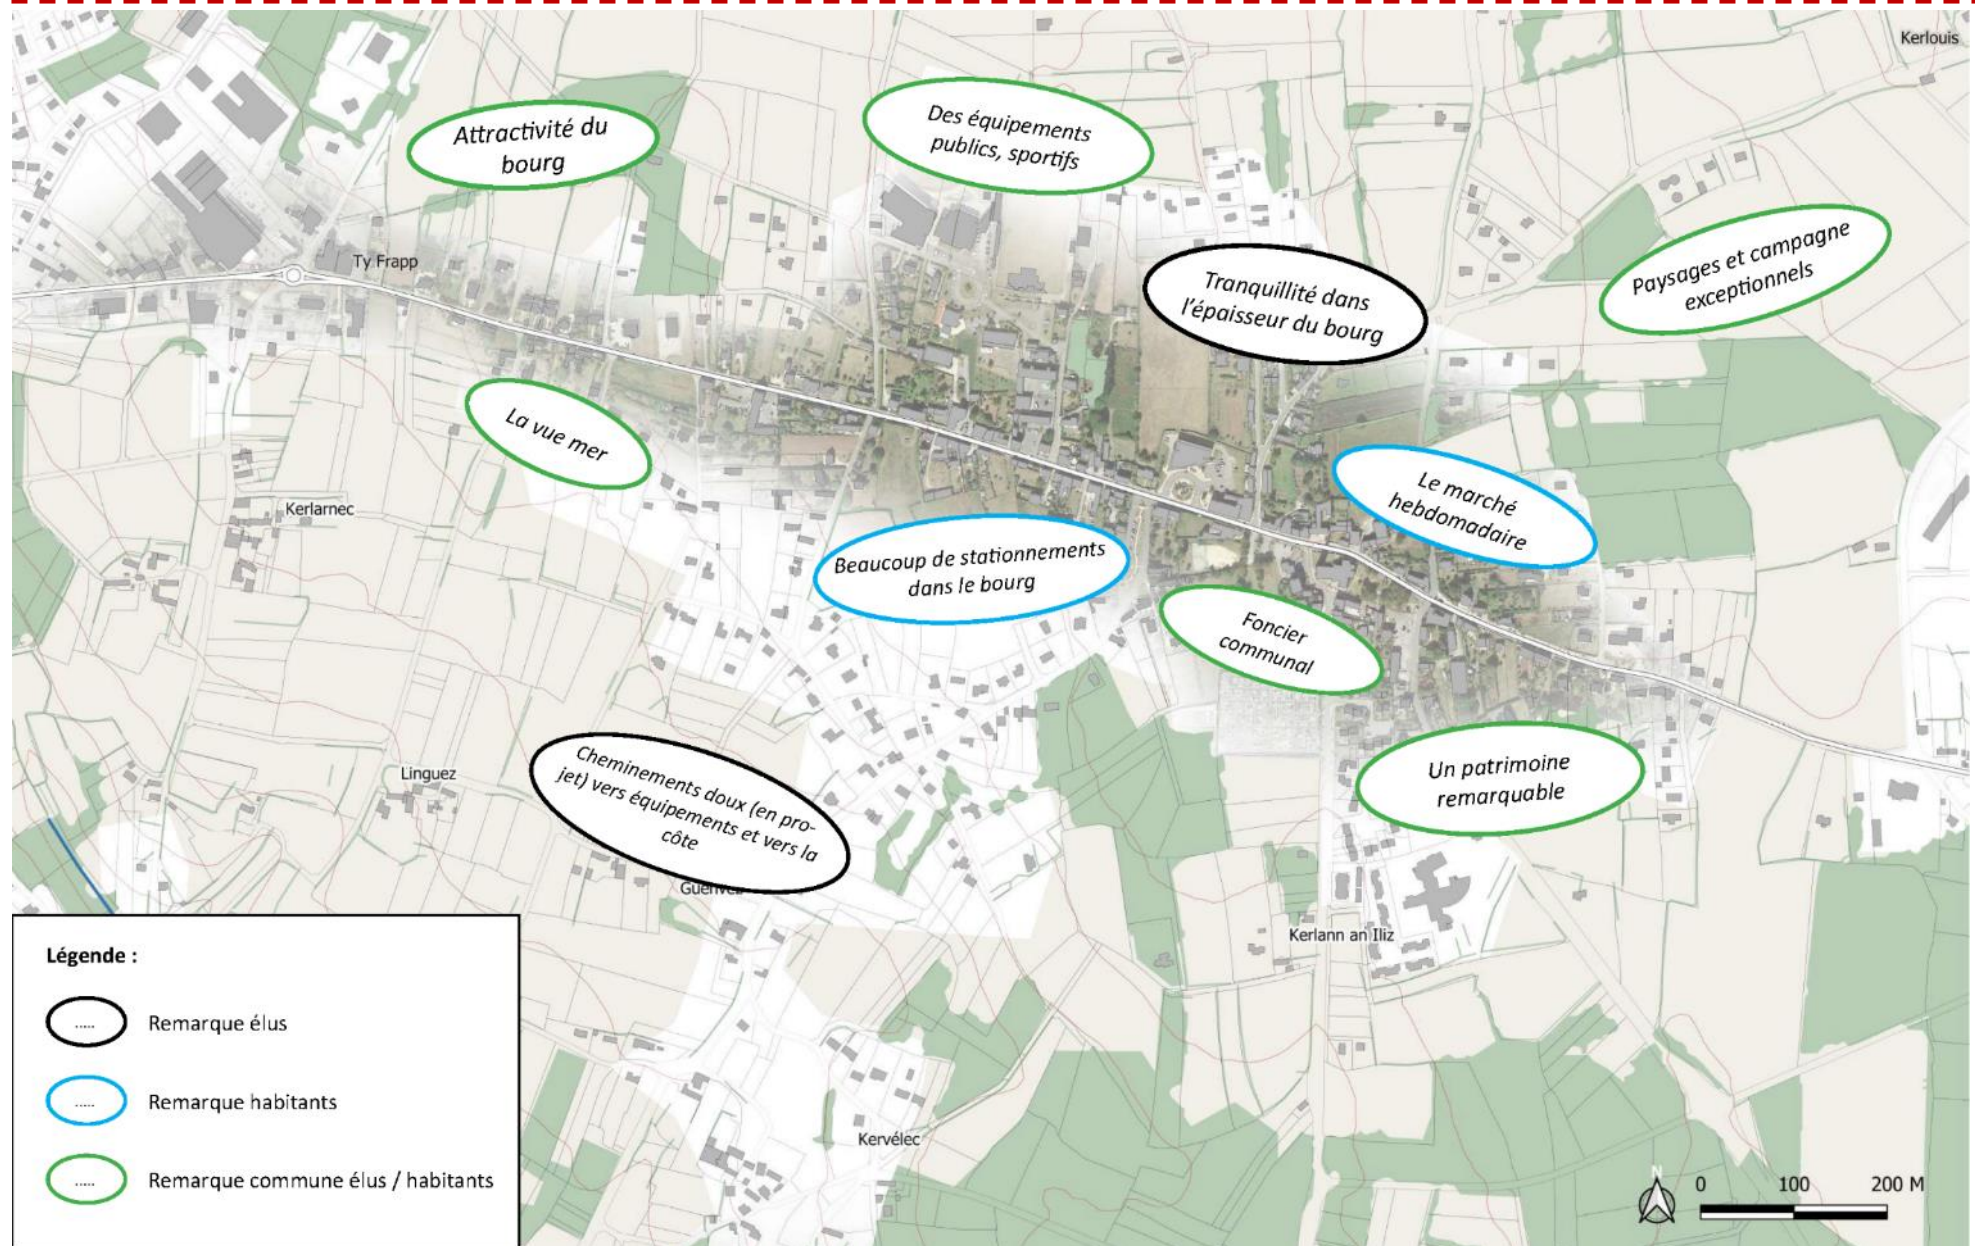 Kerlouis
Attractivité du
bourg
Des équipements
publics, sportifs
Ty Frapp
Tranquillité dans
l'épaisseur du bourg
Paysages et campagne
exceptionnels
La vue mer
Kerlarnec
Le marché
hebdomadaire
Beaucoup de stationnements
dans le bourg
Foncier
communal
Linguez
Cheminements doux (en pro-
jet) vers équipements et vers la
côte
Un patrimoine
remarquable
Kerlann an Iliz
Légende :
..... Remarque élus
..... Remarque habitants
..... Remarque commune élus / habitants
Kervélec
N
0 100 200 M